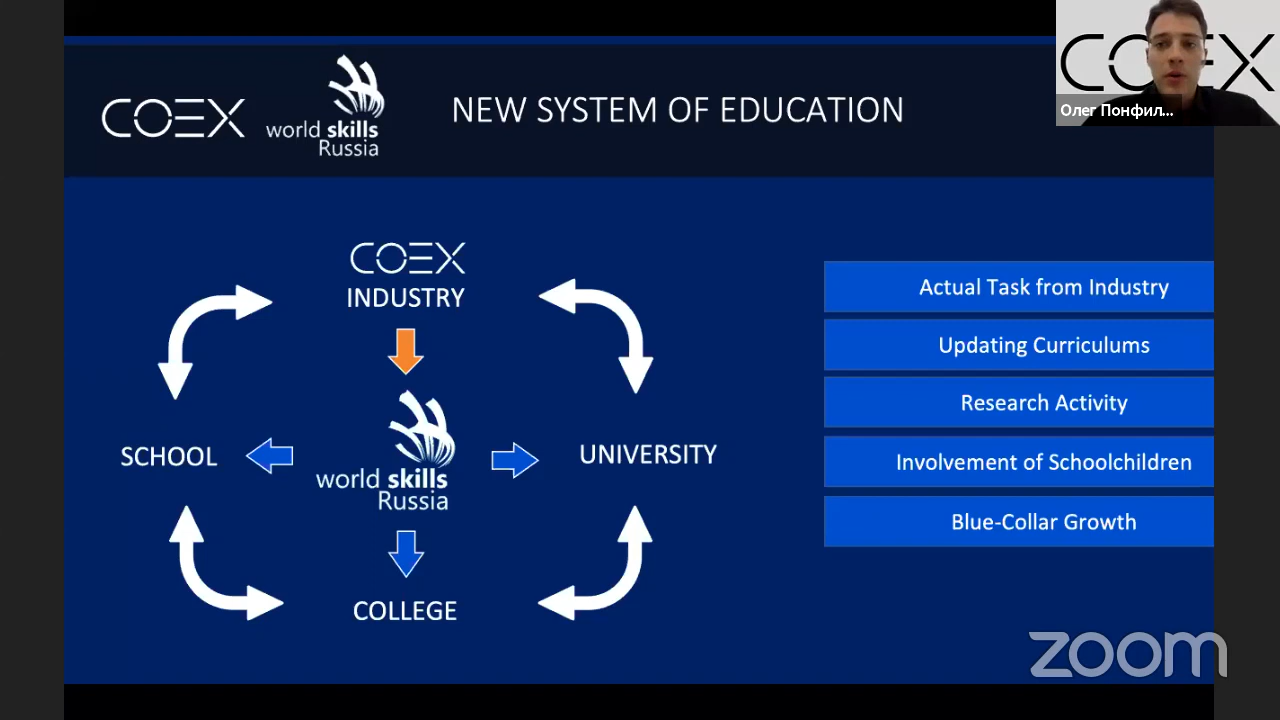 COEX
world skills
Russia
NEW SYSTEM OF EDUCATION
COEX
Олег Понфил...
COEX
INDUSTRY
SCHOOL
world skills
Russia
UNIVERSITY
COLLEGE
Actual Task from Industry
Updating Curriculums
Research Activity
Involvement of Schoolchildren
Blue-Collar Growth
zoom